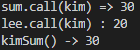 sum.call(kim) => 30
lee.call(kim) : 20
kimSum() -> 30